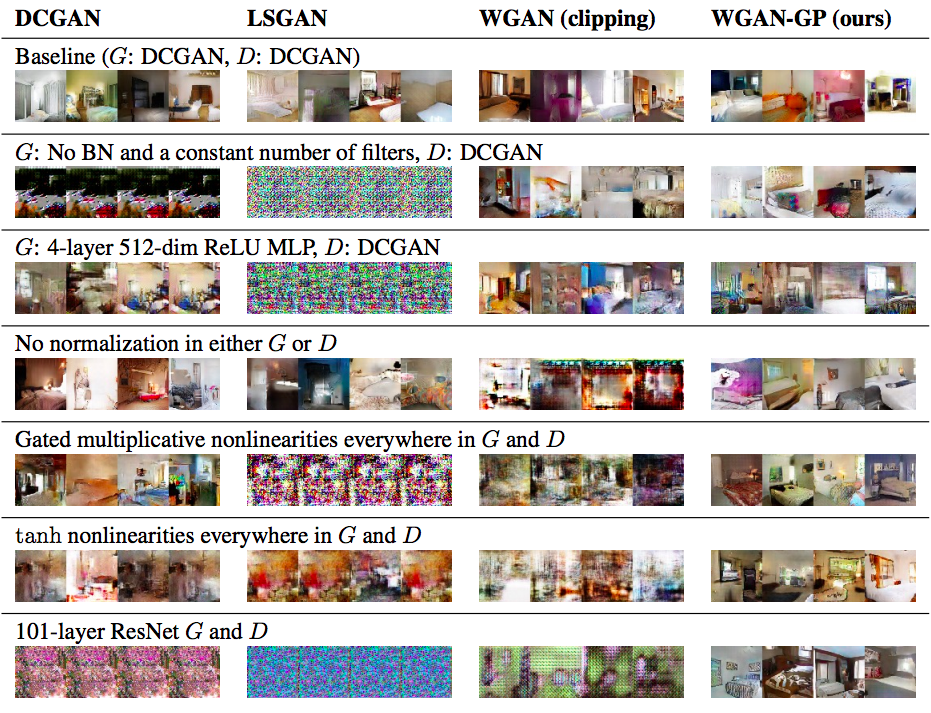 DCGAN LSGAN WGAN (clipping) WGAN-GP (ours)
Baseline (G: DCGAN, D: DCGAN)
G: No BN and a constant number of filters, D: DCGAN
G: 4-layer 512-dim ReLU MLP, D: DCGAN
No normalization in either G or D
Gated multiplicative nonlinearities everywhere in G and D
tanh nonlinearities everywhere in G and D
101-layer ResNet G and D